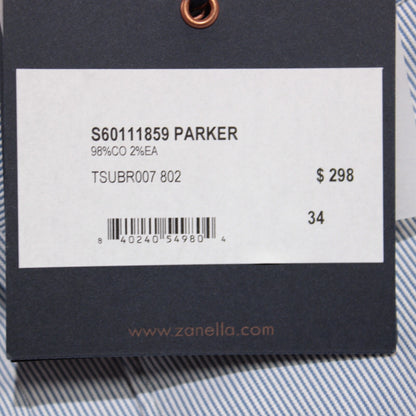 S60111859 PARKER
98%CO 2%EA
TSUBR007 802
$ 298
34
8 40240 54980 4
www.zanella.com